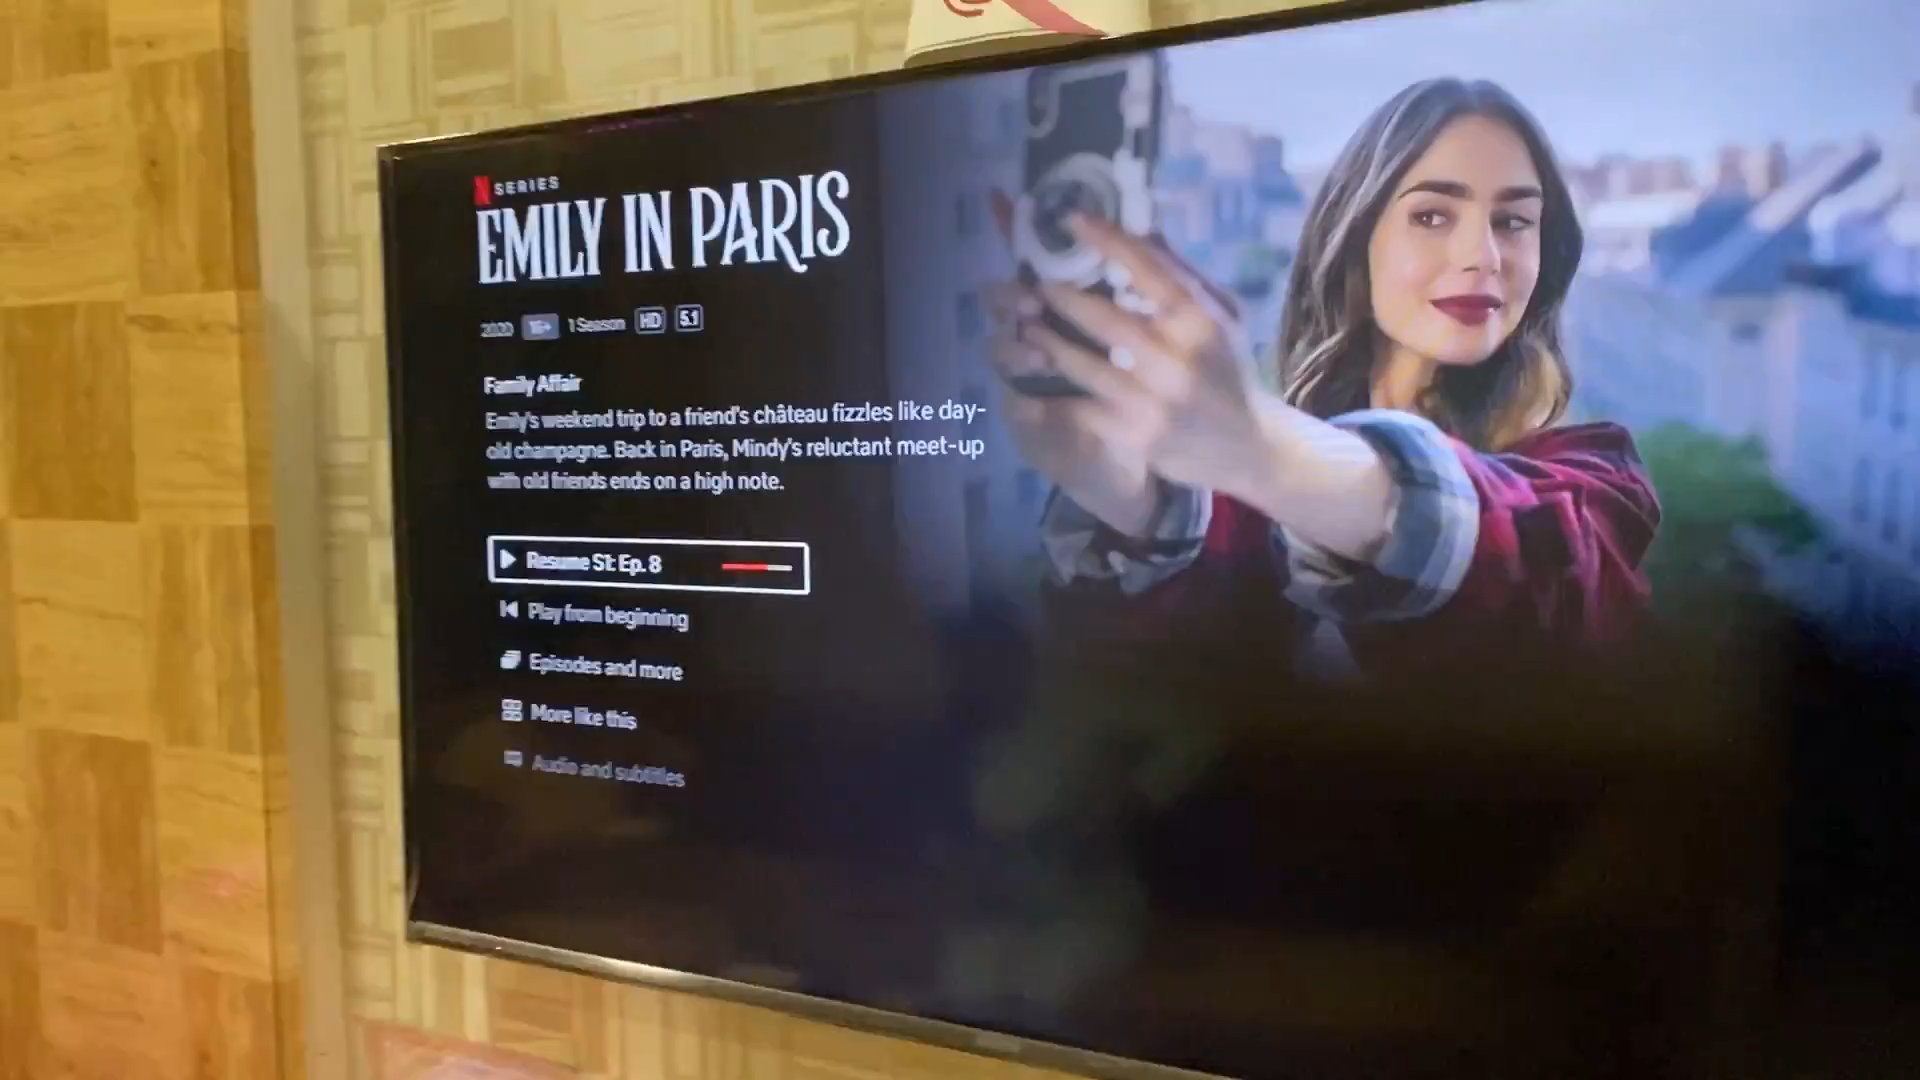 N SERIES
EMILY IN PARIS
2020 16+ 1 Season HD 5.1
Family Affair
Emily's weekend trip to a friend's château fizzles like day-
old champagne. Back in Paris, Mindy's reluctant meet-up
with old friends ends on a high note.
Resume S1: Ep. 8
Play from beginning
Episodes and more
More like this
Audio and subtitles